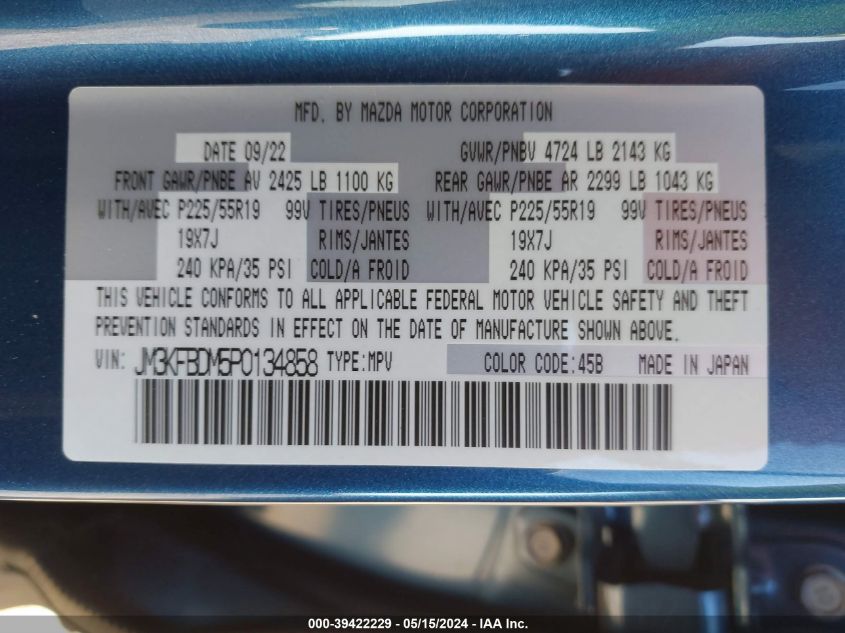 MFD. BY MAZDA MOTOR CORPORATION
DATE 09/22 GVWR/PNBV 4724 LB 2143 KG
FRONT GAWR/PNBE AV 2425 LB 1100 KG REAR GAWR/PNBE AR 2299 LB 1043 KG
WITH/AVEC P225/55R19 99V TIRES/PNEUS WITH/AVEC P225/55R19 99V TIRES/PNEUS
19X7J RIMS/JANTES 19X7J RIMS/JANTES
240 KPA/35 PSI COLD/A FROID 240 KPA/35 PSI COLD/A FROID
THIS VEHICLE CONFORMS TO ALL APPLICABLE FEDERAL MOTOR VEHICLE SAFETY AND THEFT
PREVENTION STANDARDS IN EFFECT ON THE DATE OF MANUFACTURE SHOWN ABOVE.
VIN: JM3KFBDM5P0134858 TYPE:MPV COLOR CODE:45B MADE IN JAPAN
000-39422229 - 05/15/2024 - IAA Inc.